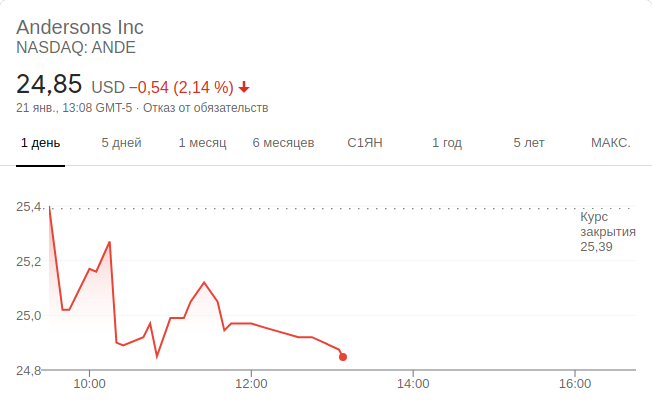 Andersons Inc
NASDAQ: ANDE
24,85 USD −0,54 (2,14 %)
21 янв., 13:08 GMT-5 · Отказ от обязательств
1 день 5 дней 1 месяц 6 месяцев С1ЯН 1 год 5 лет МАКС.
25,4
Курс
закрытия
25,39
25,2
25,0
24,8
10:00 12:00 14:00 16:00